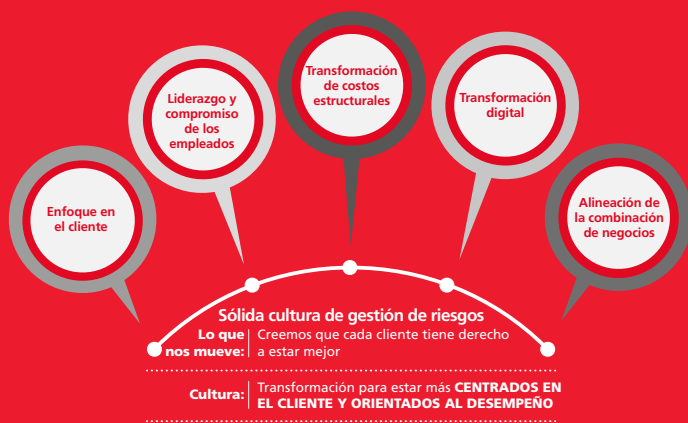 Enfoque en
el cliente
Liderazgo y
compromiso
de los
empleados
Transformación
de costos
estructurales
Transformación
digital
Alineación de
la combinación
de negocios
Sólida cultura de gestión de riesgos
Lo que
nos mueve:
Creemos que cada cliente tiene derecho
a estar mejor
Cultura:
Transformación para estar más CENTRADOS EN
EL CLIENTE Y ORIENTADOS AL DESEMPEÑO